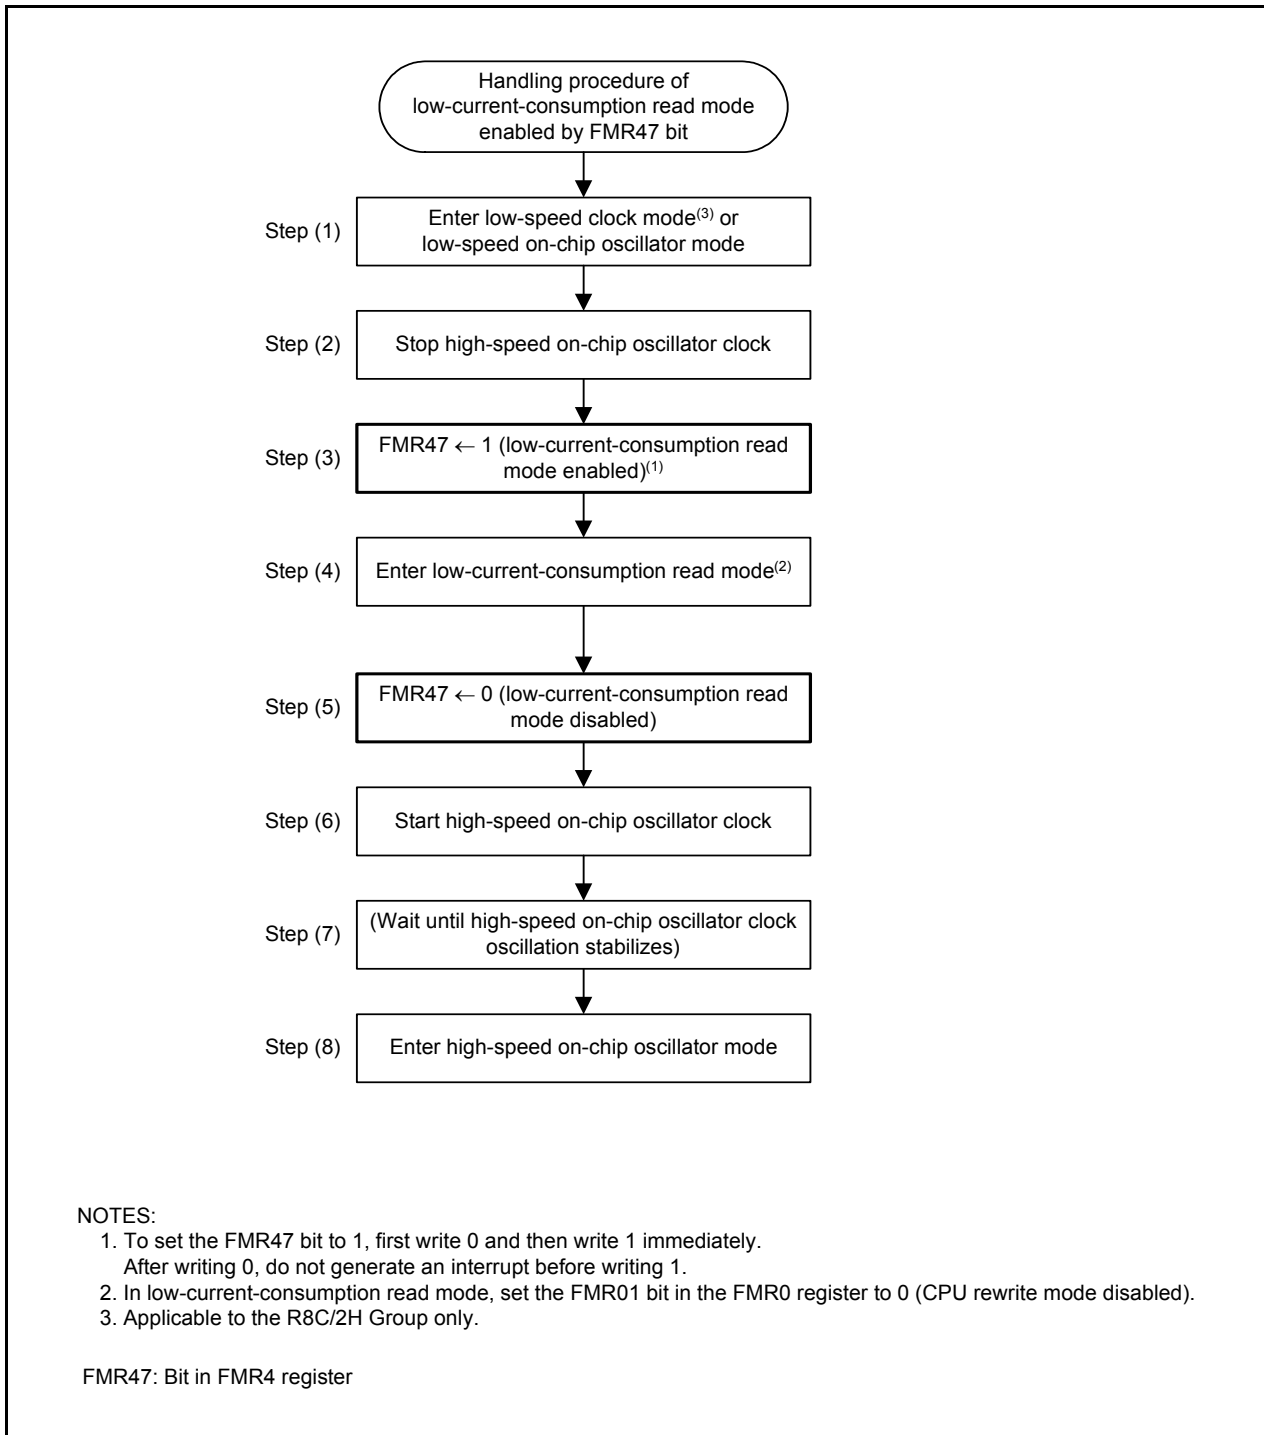 Handling procedure of
low-current-consumption read mode
enabled by FMR47 bit
Step (1)
Enter low-speed clock mode(3) or
low-speed on-chip oscillator mode
Step (2)
Stop high-speed on-chip oscillator clock
Step (3)
FMR47 ← 1 (low-current-consumption read
mode enabled)(1)
Step (4)
Enter low-current-consumption read mode(2)
Step (5)
FMR47 ← 0 (low-current-consumption read
mode disabled)
Step (6)
Start high-speed on-chip oscillator clock
Step (7)
(Wait until high-speed on-chip oscillator clock
oscillation stabilizes)
Step (8)
Enter high-speed on-chip oscillator mode
NOTES:
1. To set the FMR47 bit to 1, first write 0 and then write 1 immediately.
After writing 0, do not generate an interrupt before writing 1.
2. In low-current-consumption read mode, set the FMR01 bit in the FMR0 register to 0 (CPU rewrite mode disabled).
3. Applicable to the R8C/2H Group only.
FMR47: Bit in FMR4 register